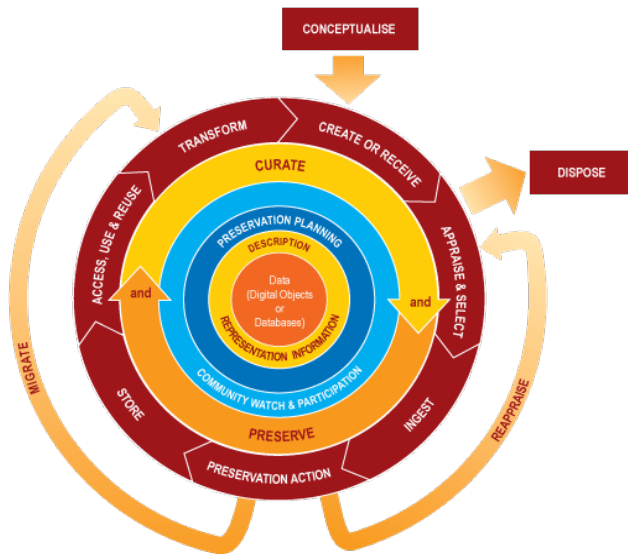 CONCEPTUALISE
CREATE OR RECEIVE
DISPOSE
APPRAISE & SELECT
INGEST
REAPPRAISE
PRESERVATION ACTION
STORE
MIGRATE
ACCESS, USE & REUSE
TRANSFORM
CURATE
and
PRESERVE
and
COMMUNITY WATCH & PARTICIPATION
PRESERVATION PLANNING
DESCRIPTION
REPRESENTATION INFORMATION
Data
(Digital Objects
or
Databases)